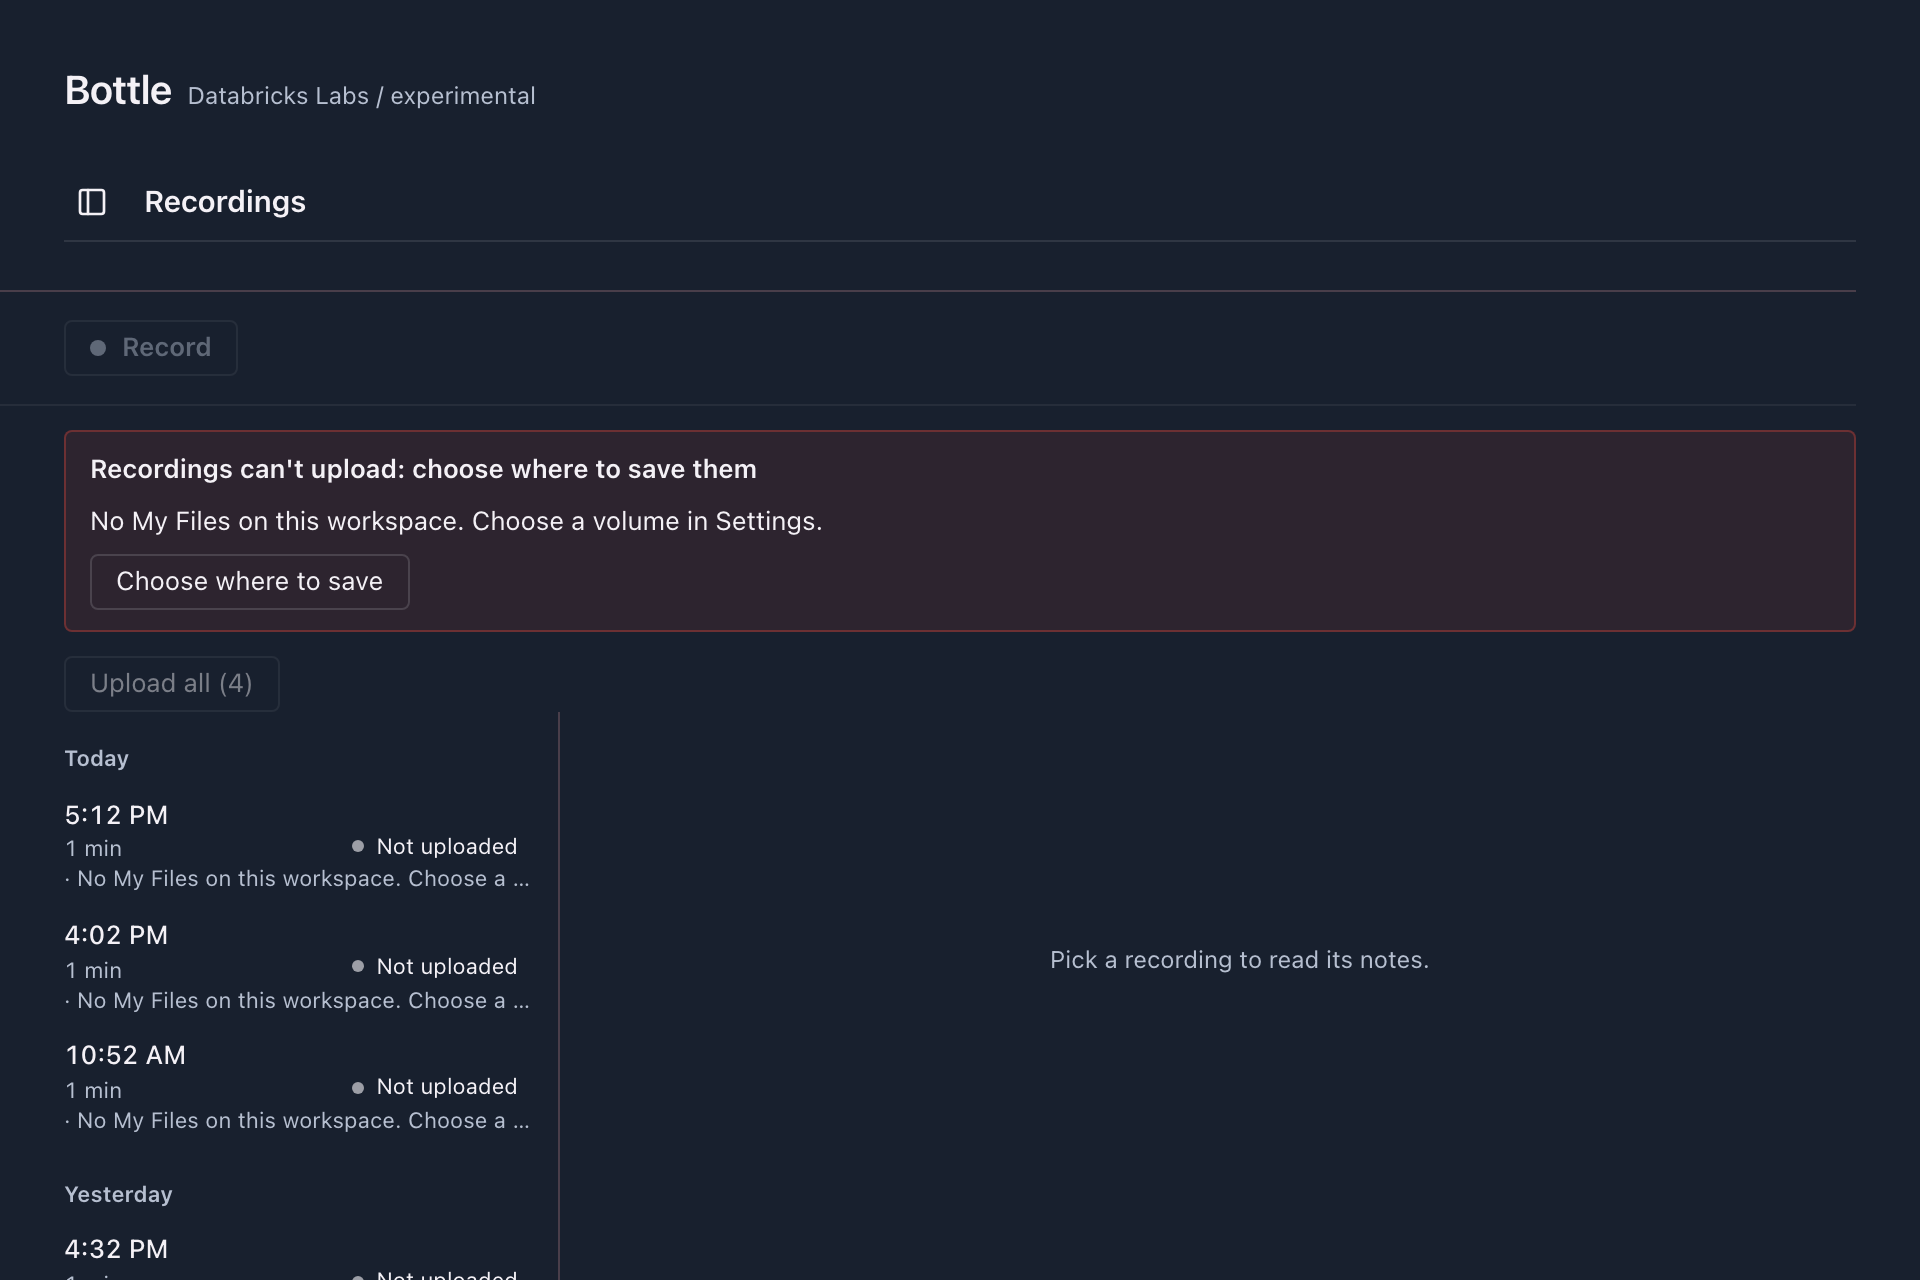 Bottle Databricks Labs / experimental
Recordings
Record
Recordings can't upload: choose where to save them
No My Files on this workspace. Choose a volume in Settings.
Choose where to save
Upload all (4)
Today
5:12 PM
1 min Not uploaded
· No My Files on this workspace. Choose a ...
4:02 PM
1 min Not uploaded
· No My Files on this workspace. Choose a ...
10:52 AM
1 min Not uploaded
· No My Files on this workspace. Choose a ...
Yesterday
4:32 PM
1 min Not uploaded
Pick a recording to read its notes.